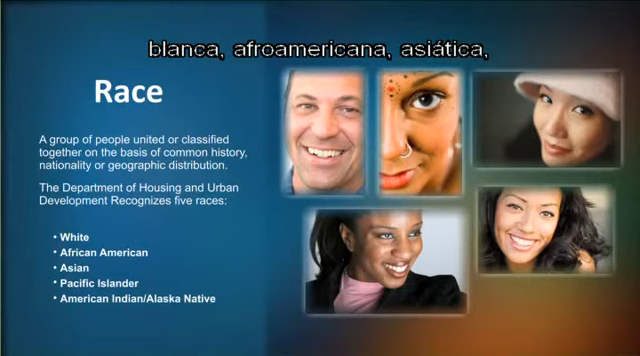 blanca, afroamericana, asiática,
Race
A group of people united or classified
together on the basis of common history,
nationality or geographic distribution.
The Department of Housing and Urban
Development Recognizes five races:
• White
• African American
• Asian
• Pacific Islander
• American Indian/Alaska Native